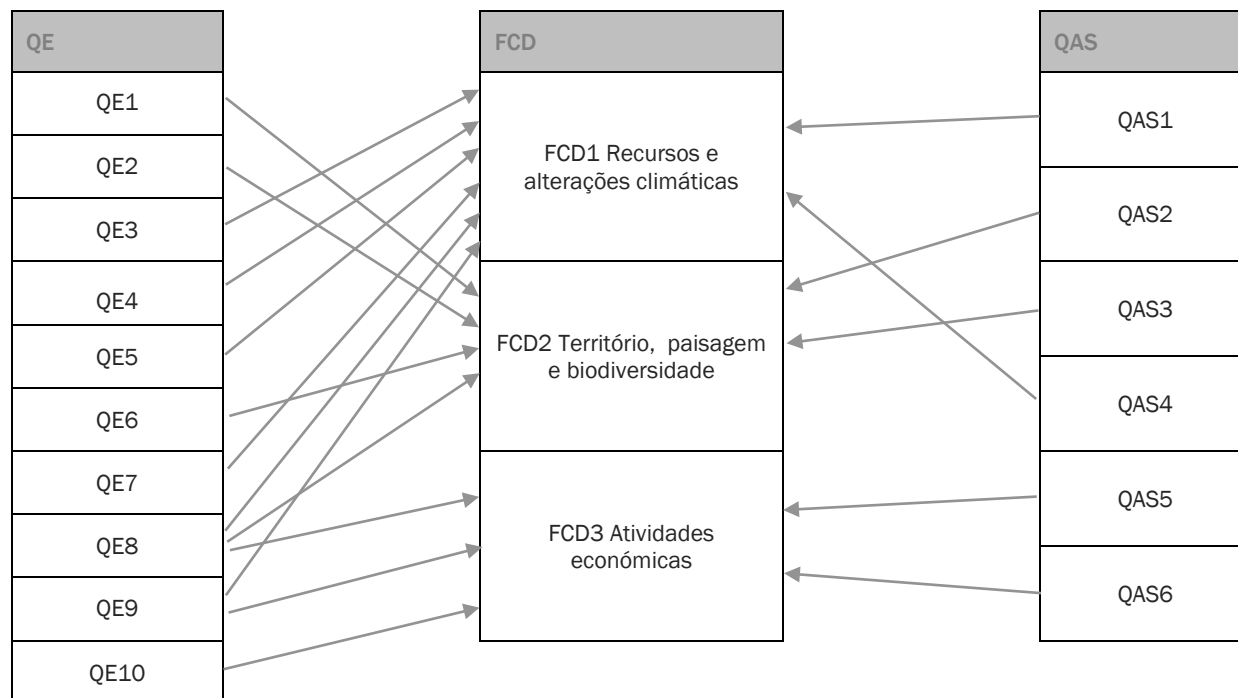 QE
QE1
QE2
QE3
QE4
QE5
QE6
QE7
QE8
QE9
QE10
FCD
FCD1 Recursos e
alterações climáticas
FCD2 Território, paisagem
e biodiversidade
FCD3 Atividades
económicas
QAS
QAS1
QAS2
QAS3
QAS4
QAS5
QAS6